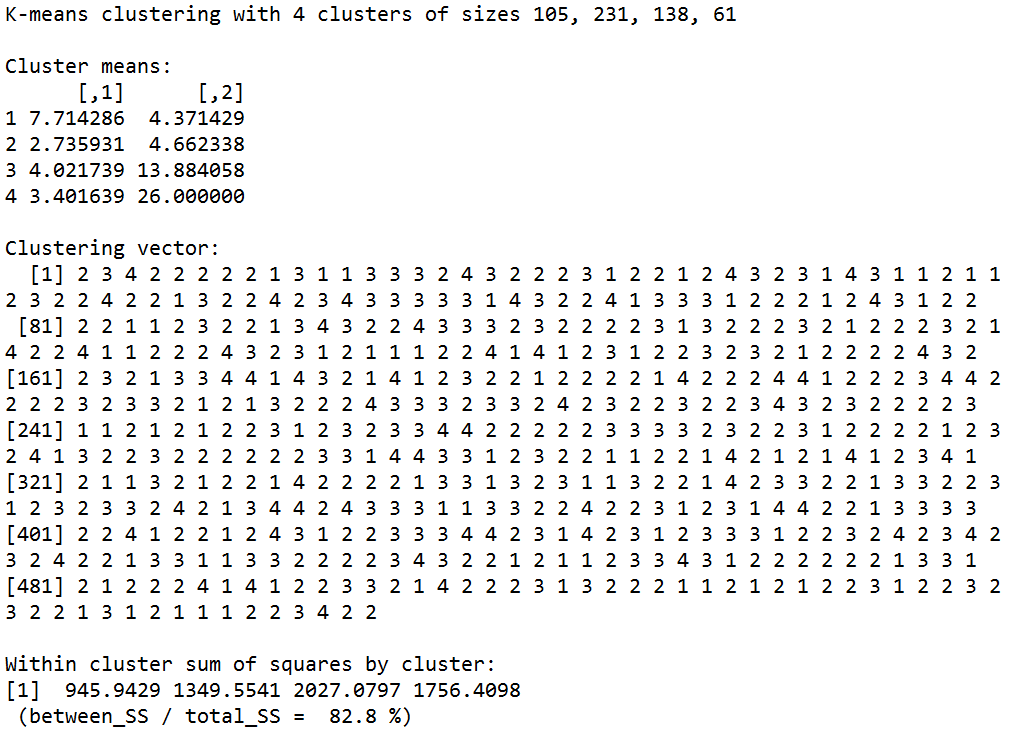 K-means clustering with 4 clusters of sizes 105, 231, 138, 61
Cluster means:
[,1] [,2]
1 7.714286 4.371429
2 2.735931 4.662338
3 4.021739 13.884058
4 3.401639 26.000000
Clustering vector:
[1] 2 3 4 2 2 2 2 2 1 3 1 1 3 3 3 2 4 3 2 2 2 3 1 2 2 1 2 4 3 2 3 1 4 3 1 1 2 1 1
2 3 2 2 4 2 2 1 3 2 2 4 2 3 4 3 3 3 3 3 1 4 3 2 2 4 1 3 3 3 1 2 2 2 1 2 4 3 1 2 2
[81] 2 2 1 1 2 3 2 2 1 3 4 3 2 2 4 3 3 3 2 3 2 2 2 2 3 1 3 2 2 2 3 2 1 2 2 2 3 2 1
4 2 2 4 1 1 2 2 2 4 3 2 3 1 2 1 1 1 2 2 4 1 4 1 2 3 1 2 2 3 2 3 2 1 2 2 2 2 4 3 2
[161] 2 3 2 1 3 3 4 4 1 4 3 2 1 4 1 2 3 2 2 1 2 2 2 2 1 4 2 2 2 4 4 1 2 2 2 3 4 4 2
2 2 2 3 2 3 3 2 1 2 1 3 2 2 2 4 3 3 3 2 3 3 2 4 2 3 2 2 3 2 2 3 4 3 2 3 2 2 2 2 3
[241] 1 1 2 1 2 1 2 2 3 1 2 3 2 3 3 4 4 2 2 2 2 2 3 3 3 3 2 3 2 2 3 1 2 2 2 2 1 2 3
2 4 1 3 2 2 3 2 2 2 2 2 2 3 3 1 4 4 3 3 1 2 3 2 2 1 1 2 2 1 4 2 1 2 1 4 1 2 3 4 1
[321] 2 1 1 3 2 1 2 2 1 4 2 2 2 2 1 3 3 1 3 2 3 1 1 3 2 2 1 4 2 3 3 2 2 1 3 3 2 2 3
1 2 3 2 3 3 2 4 2 1 3 4 4 2 4 3 3 3 1 1 3 3 2 2 4 2 2 3 1 2 3 1 4 4 2 2 1 3 3 3 3
[401] 2 2 4 1 2 2 1 2 4 3 1 2 2 3 3 3 4 4 2 3 1 4 2 3 1 2 3 3 3 1 2 2 3 2 4 2 3 4 2
3 2 4 2 2 1 3 3 1 1 3 3 2 2 2 2 3 4 3 2 2 1 2 1 1 2 3 3 4 3 1 2 2 2 2 2 2 1 3 3 1
[481] 2 1 2 2 2 4 1 4 1 2 2 3 3 2 1 4 2 2 2 3 1 3 2 2 2 1 1 2 1 2 1 2 2 3 1 2 2 3 2
3 2 2 1 3 1 2 1 1 1 2 2 3 4 2 2
Within cluster sum of squares by cluster:
[1] 945.9429 1349.5541 2027.0797 1756.4098
(between_SS / total_SS = 82.8 %)